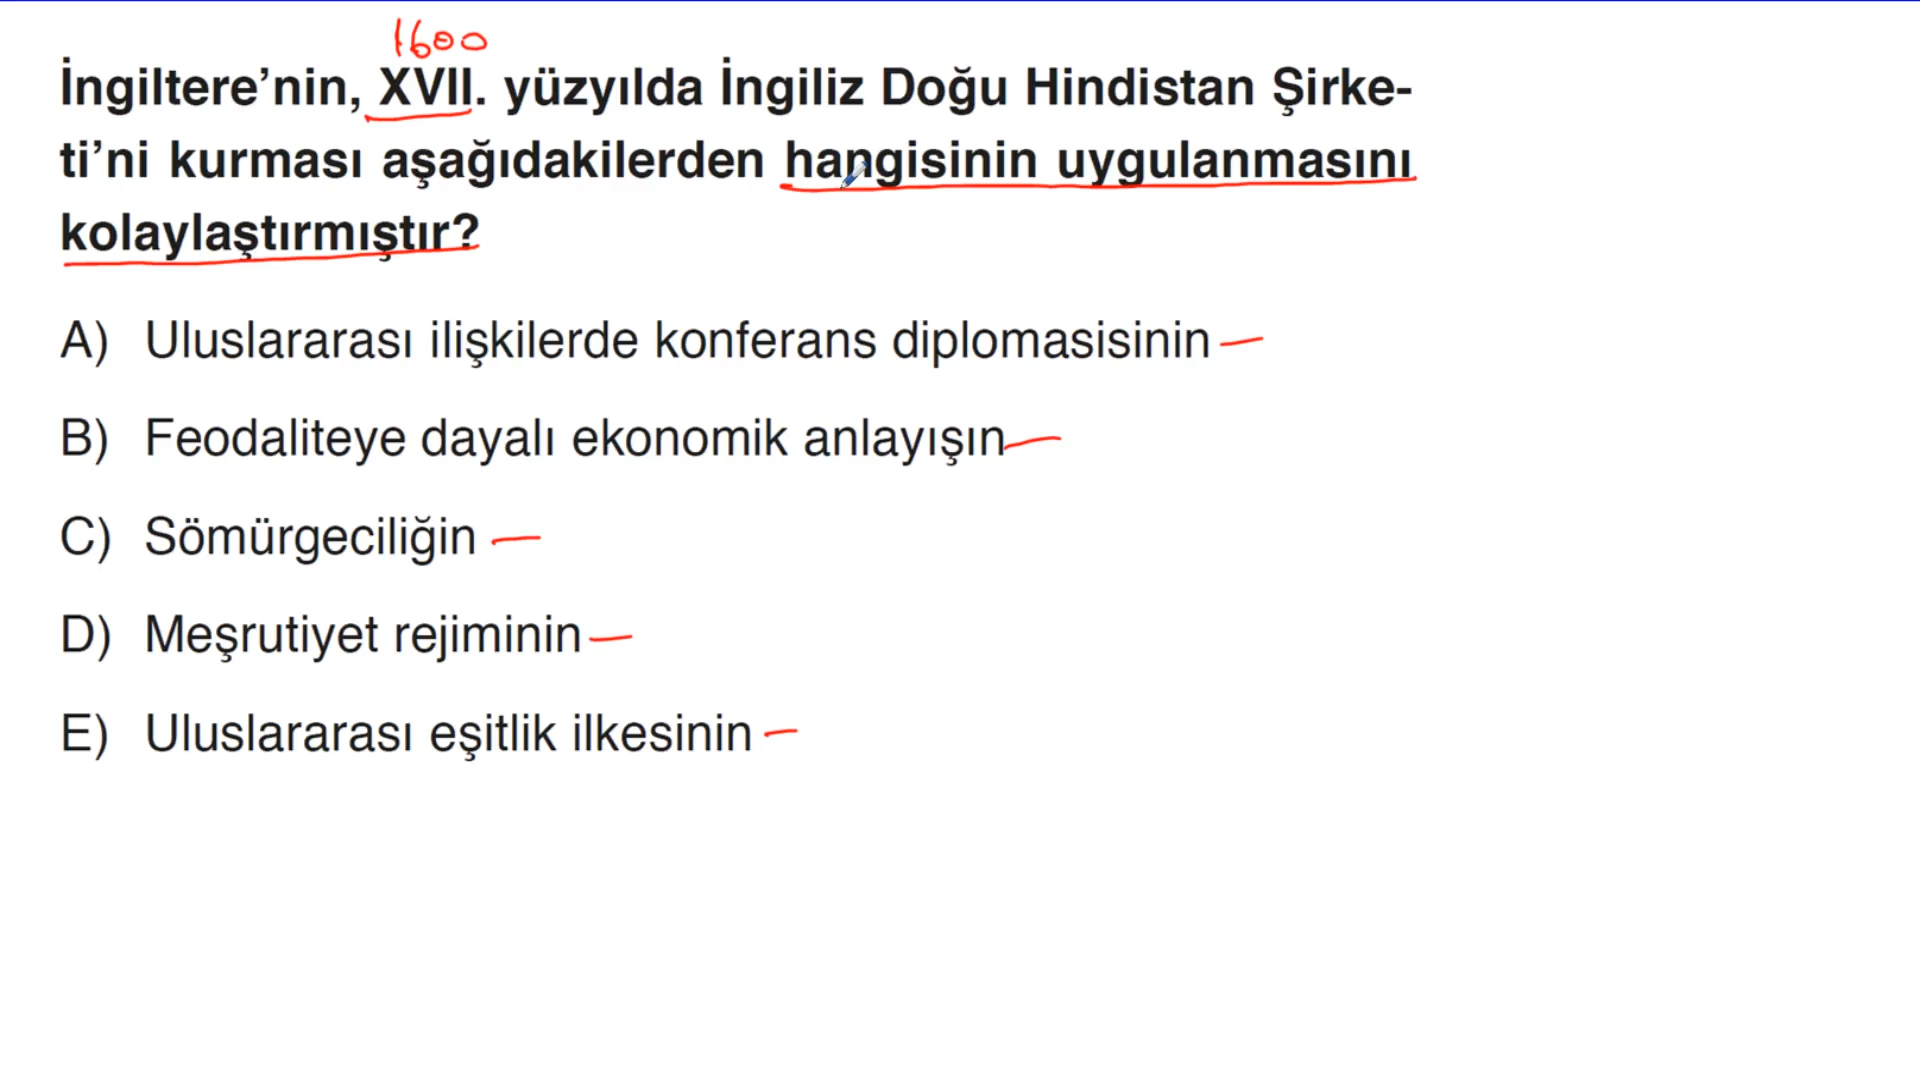 1600
İngiltere’nin, XVII. yüzyılda İngiliz Doğu Hindistan Şirke-
ti’ni kurması aşağıdakilerden hangisinin uygulanmasını
kolaylaştırmıştır?
A) Uluslararası ilişkilerde konferans diplomasisinin
B) Feodaliteye dayalı ekonomik anlayışın
C) Sömürgeciliğin
D) Meşrutiyet rejiminin
E) Uluslararası eşitlik ilkesinin